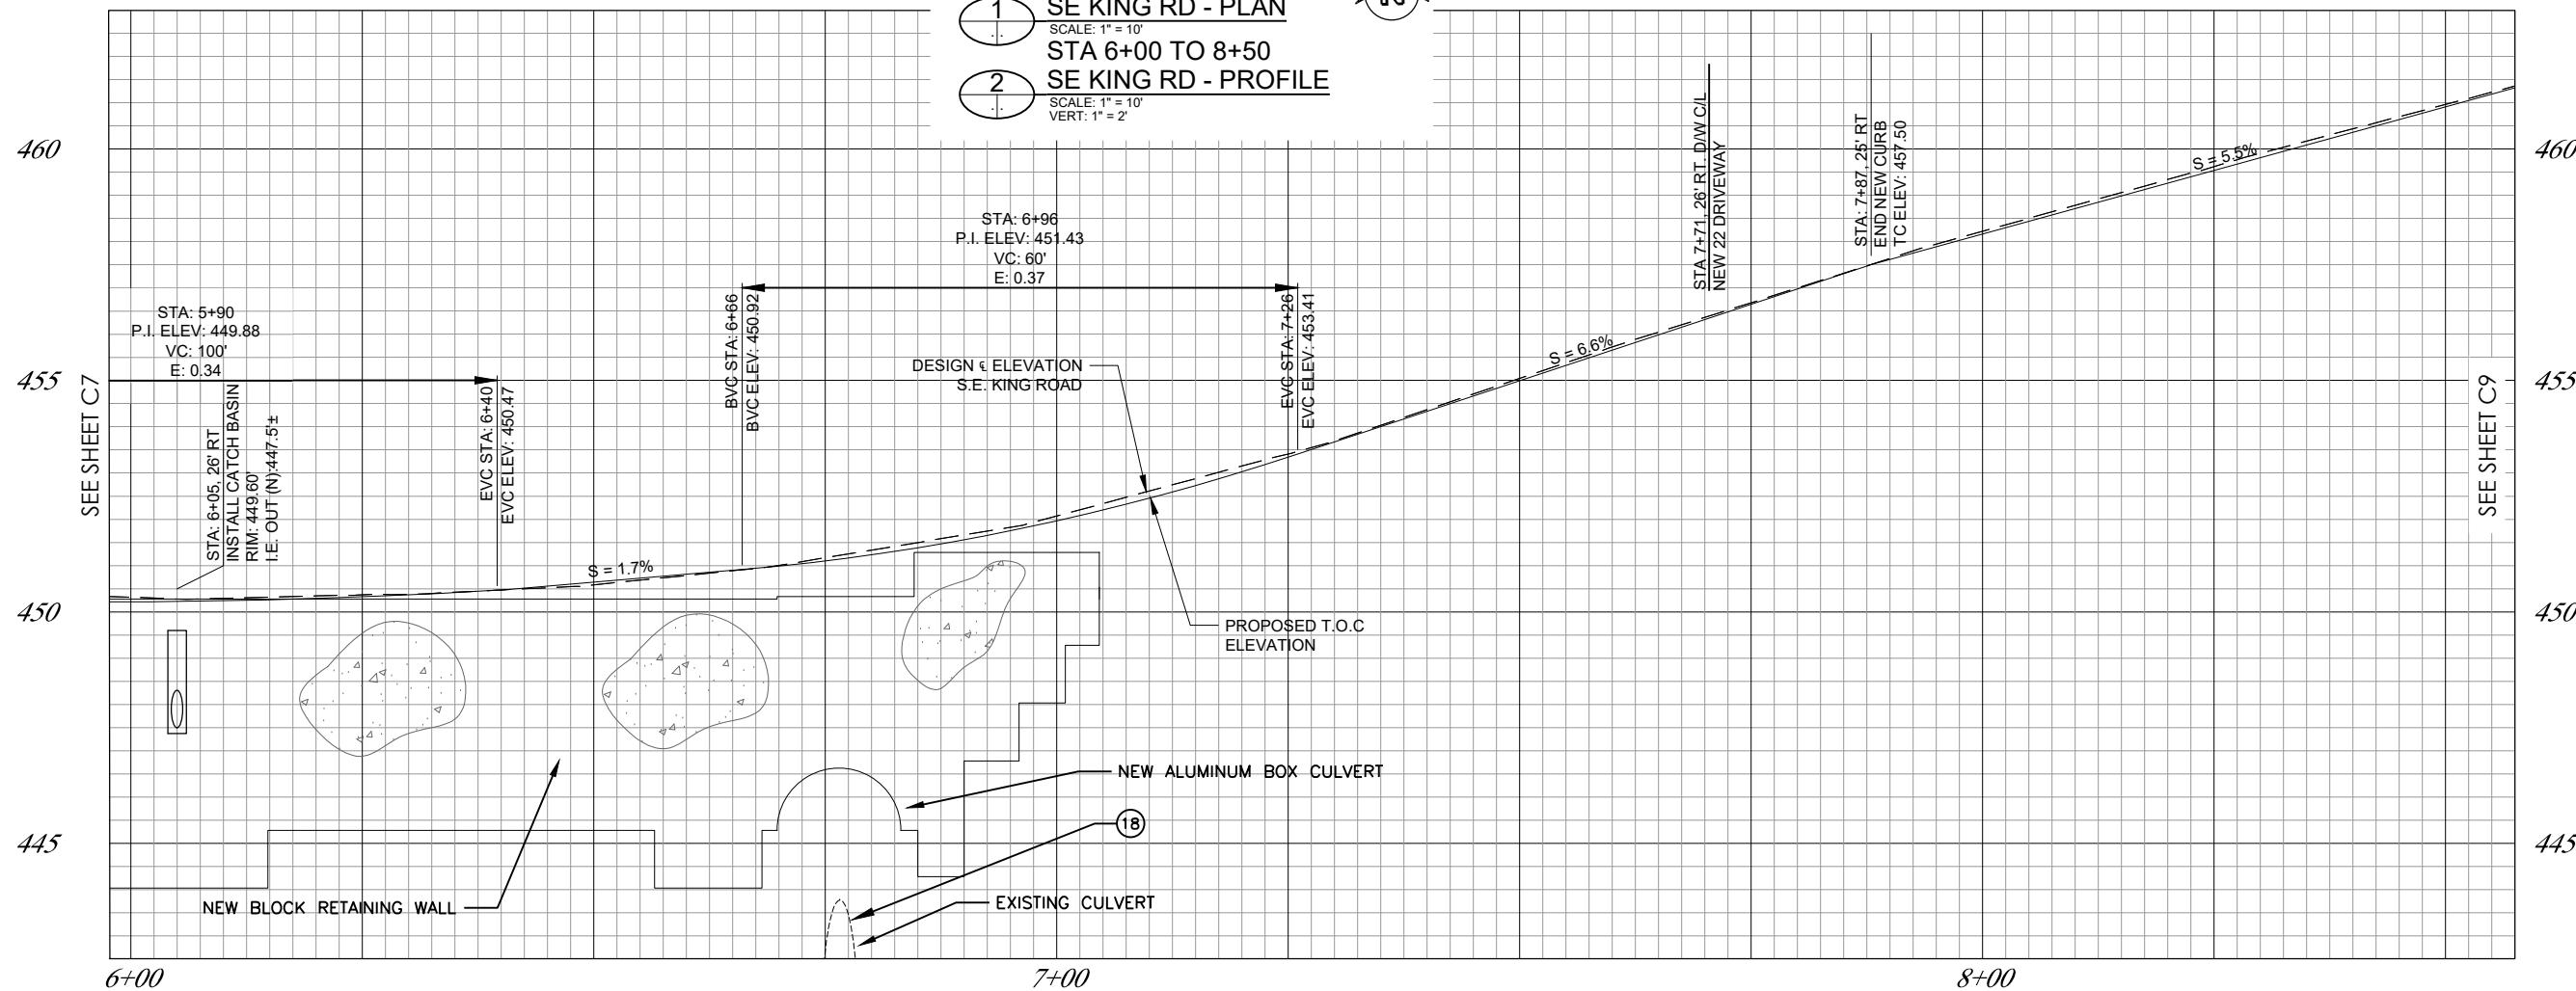 1
SE KING RD - PLAN
SCALE: 1" = 10'
STA 6+00 TO 8+50
2
SE KING RD - PROFILE
SCALE: 1" = 10'
VERT: 1" = 2'
460
455
450
445
SEE SHEET C7
STA: 5+90
P.I. ELEV: 449.88
VC: 100'
E: 0.34
STA: 6+05, 26' RT
INSTALL CATCH BASIN
RIM: 449.60'
I.E. OUT (N):447.5'±
EVC STA: 6+40
EVC ELEV: 450.47
S = 1.7%
BVC STA: 6+66
BVC ELEV: 450.92
STA: 6+96
P.I. ELEV: 451.43
VC: 60'
E: 0.37
DESIGN ℄ ELEVATION
S.E. KING ROAD
EVC STA: 7+26
EVC ELEV: 453.41
PROPOSED T.O.C
ELEVATION
S = 6.6%
STA 7+71, 26' RT. D/W C/L
NEW 22 DRIVEWAY
STA: 7+87, 25' RT
END NEW CURB
TC ELEV: 457.50
S = 5.5%
NEW ALUMINUM BOX CULVERT
18
EXISTING CULVERT
NEW BLOCK RETAINING WALL
460
455
450
445
SEE SHEET C9
6+00
7+00
8+00